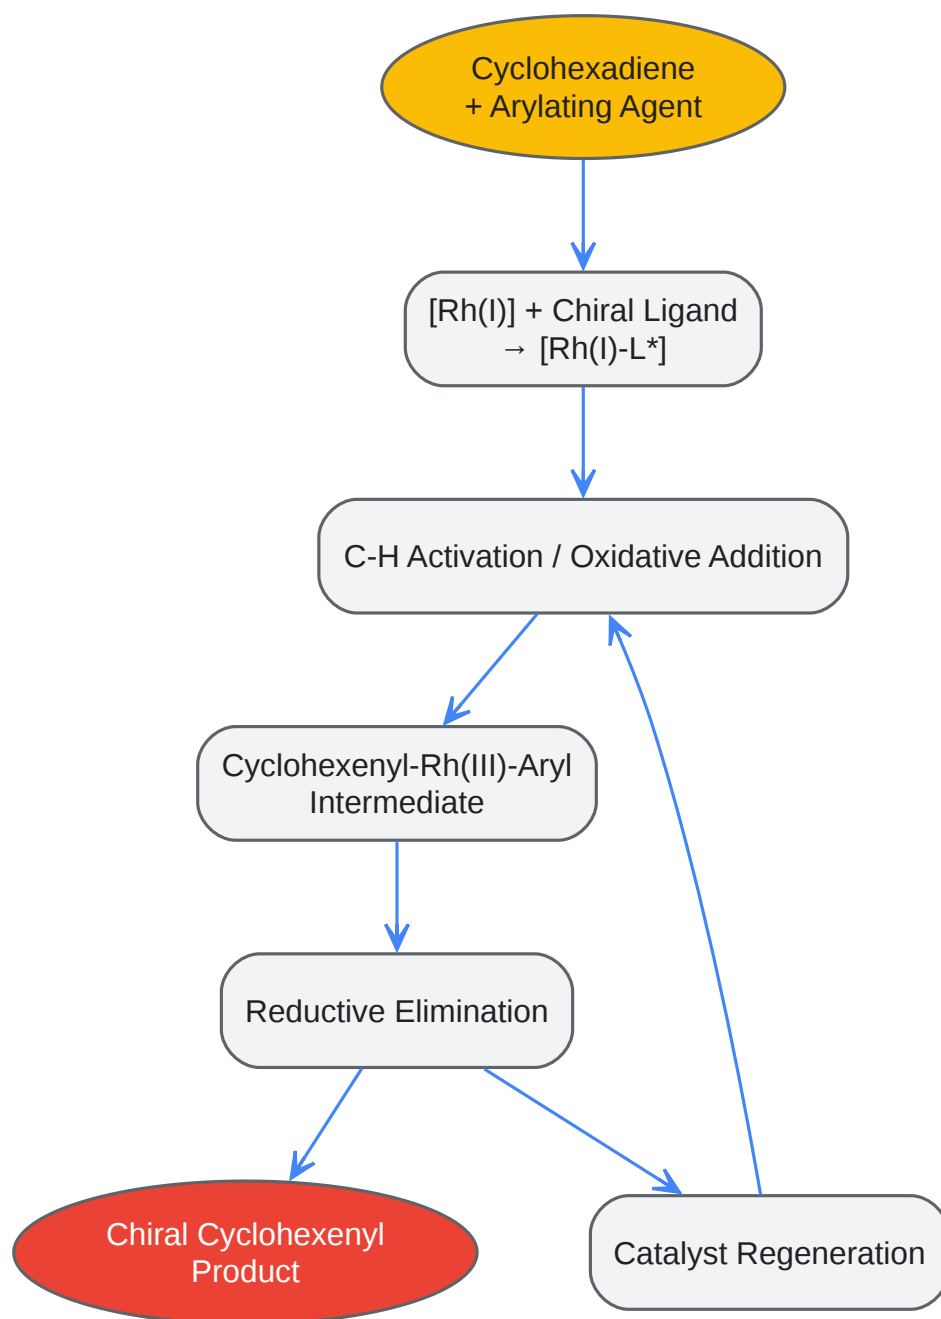 Cyclohexadiene
+ Arylating Agent
[Rh(I)] + Chiral Ligand
→ [Rh(I)-L*]
C-H Activation / Oxidative Addition
Cyclohexenyl-Rh(III)-Aryl
Intermediate
Reductive Elimination
Chiral Cyclohexenyl
Product
Catalyst Regeneration